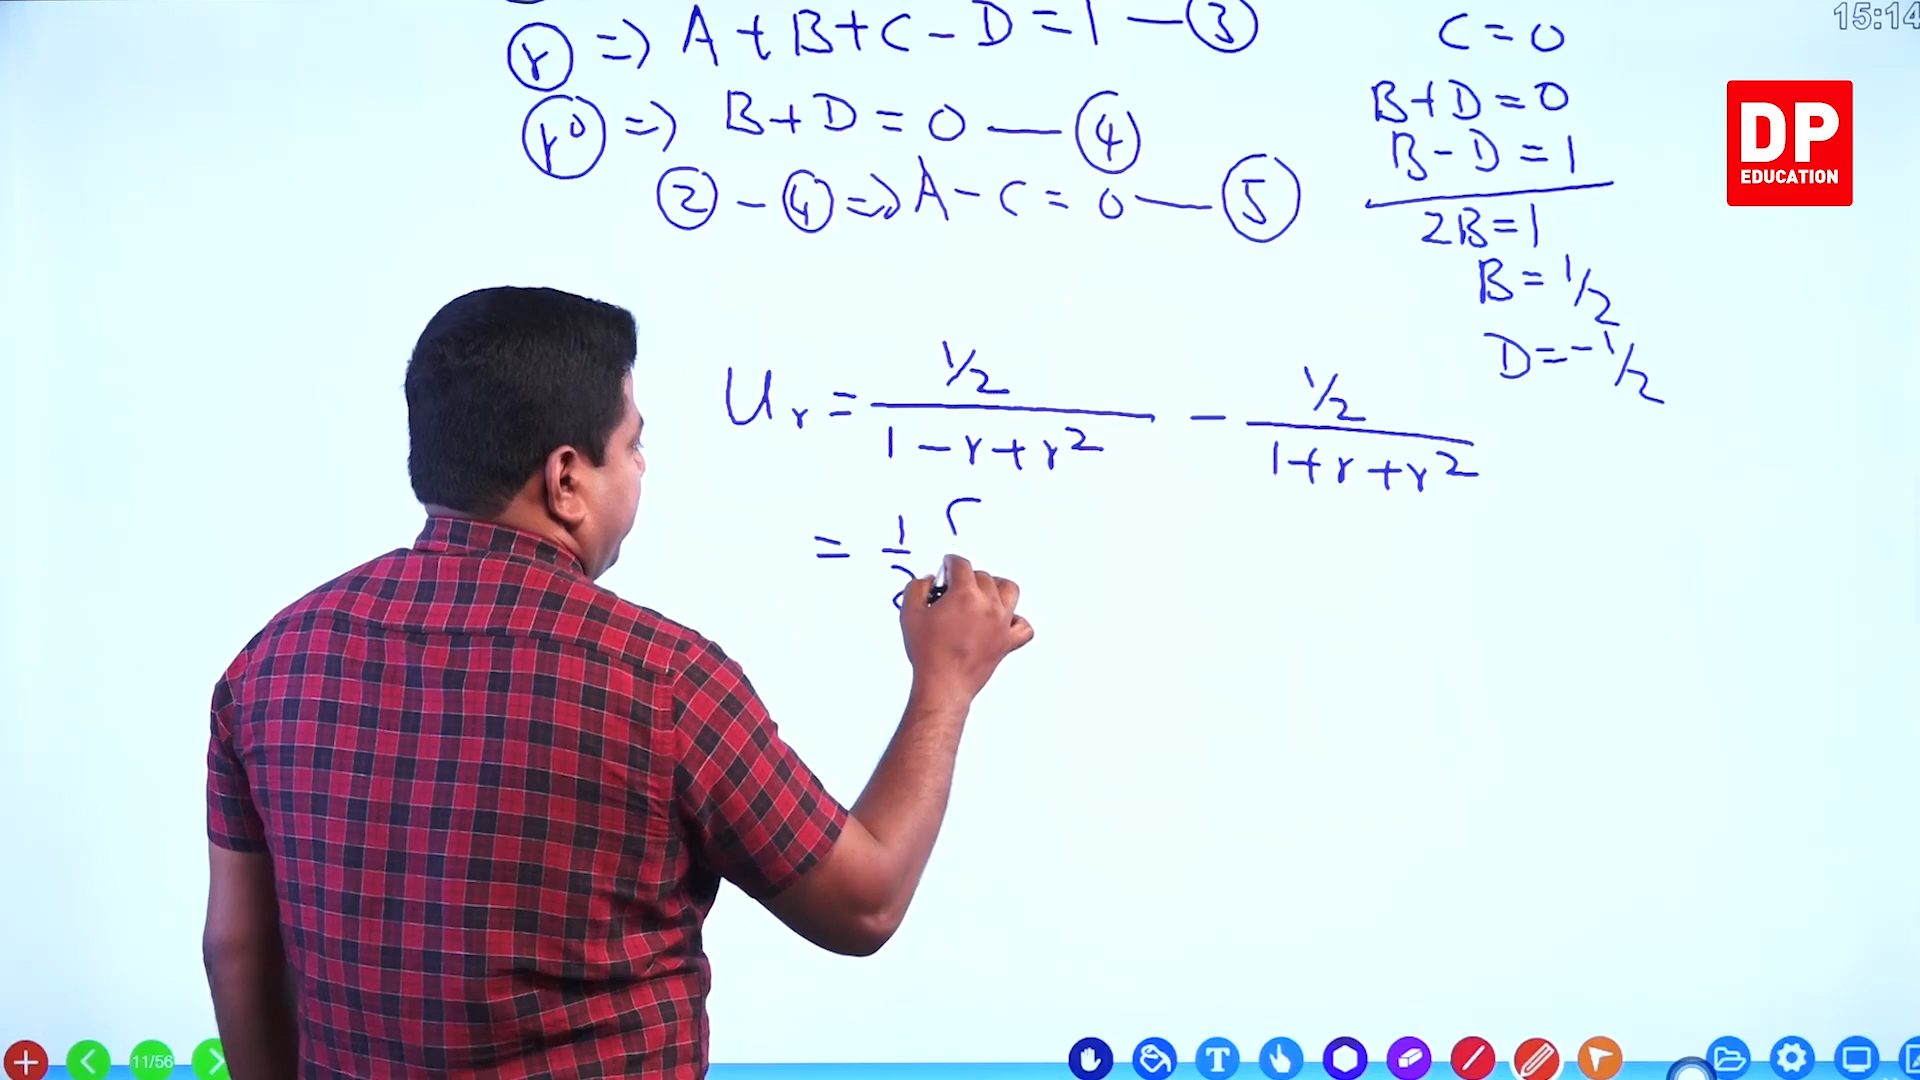 15:14
(r) => A + B + C - D = 1 — (3)
(r⁰) => B + D = 0 — (4)
(2) - (4) => A - C = 0 — (5)
C = 0
B + D = 0
B - D = 1
2B = 1
B = 1/2
D = -1/2
DP
EDUCATION
Ur = 1/2 / (1 - r + r²) - 1/2 / (1 + r + r²)
= 1/2 [
11/56
T